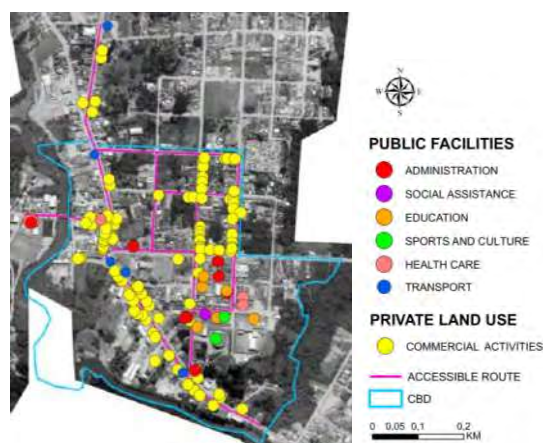 N
W E
S
PUBLIC FACILITIES
ADMINISTRATION
SOCIAL ASSISTANCE
EDUCATION
SPORTS AND CULTURE
HEALTH CARE
TRANSPORT
PRIVATE LAND USE
COMMERCIAL ACTIVITIES
ACCESSIBLE ROUTE
CBD
0 0,05 0,1 0,2
KM